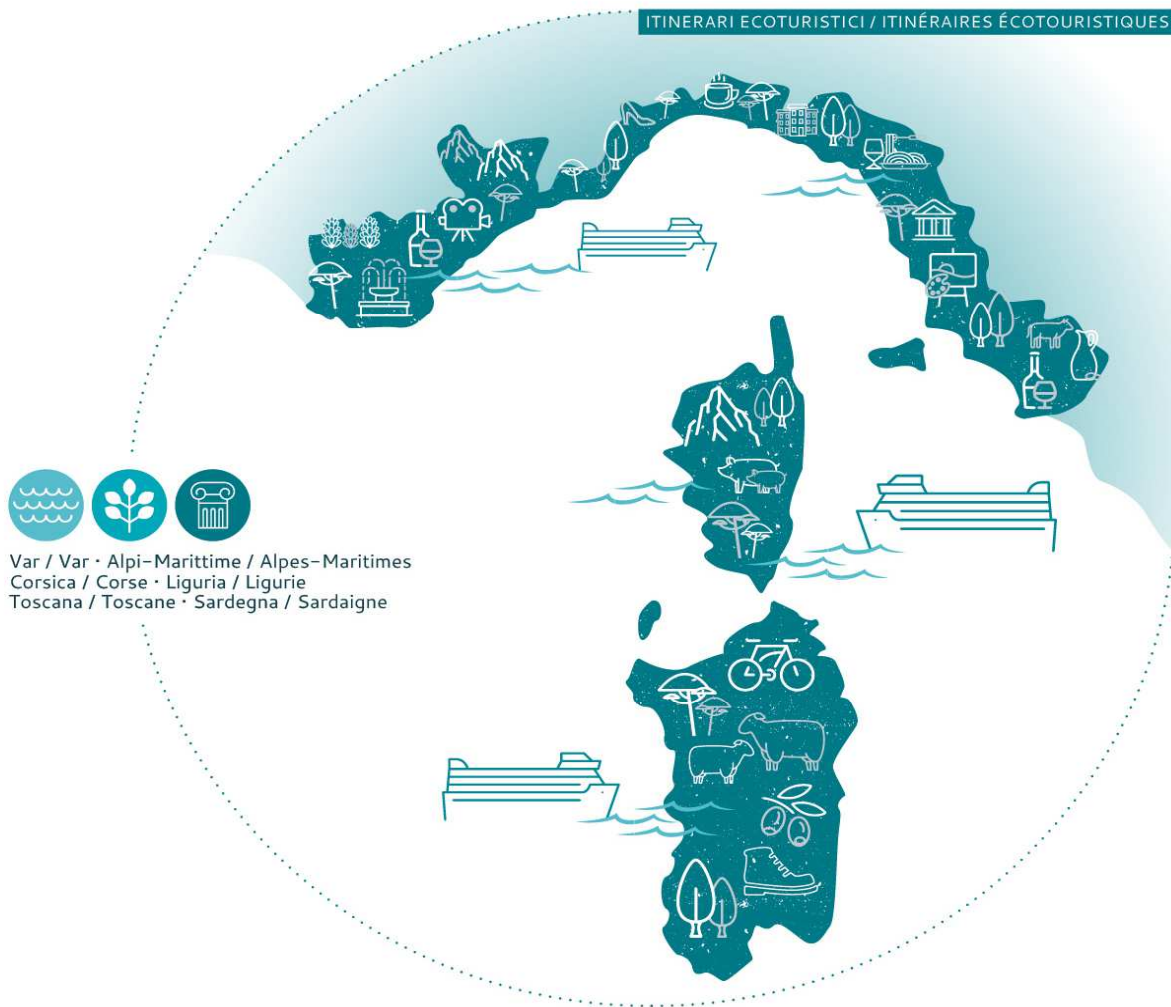 ITINERARI ECOTURISTICI / ITINÉRAIRES ÉCOTOURISTIQUES
Var / Var · Alpi-Marittime / Alpes-Maritimes
Corsica / Corse · Liguria / Ligurie
Toscana / Toscane · Sardegna / Sardaigne